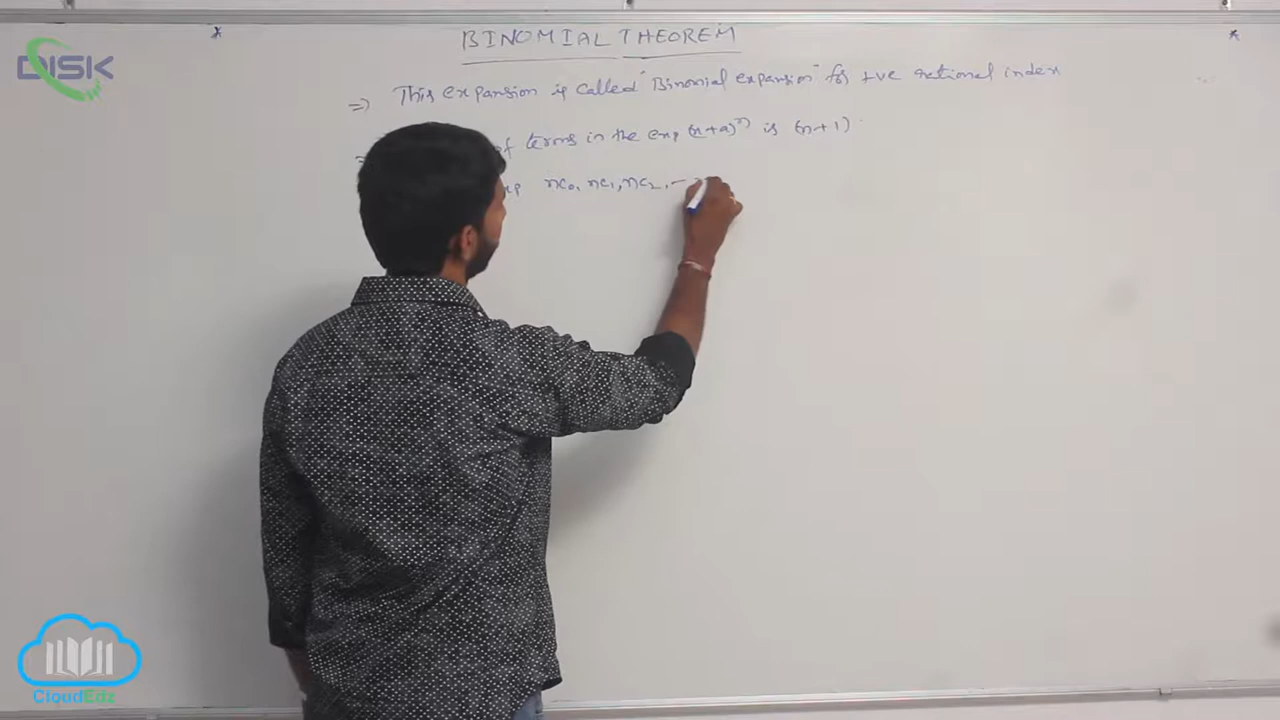 DISK
BINOMIAL THEOREM
=) This expansion is called "Binomial expansion" for +ve rational index
of terms in the exp (x+a)^n is (n+1)
exp nC0, nC1, nC2, -
CloudEdz